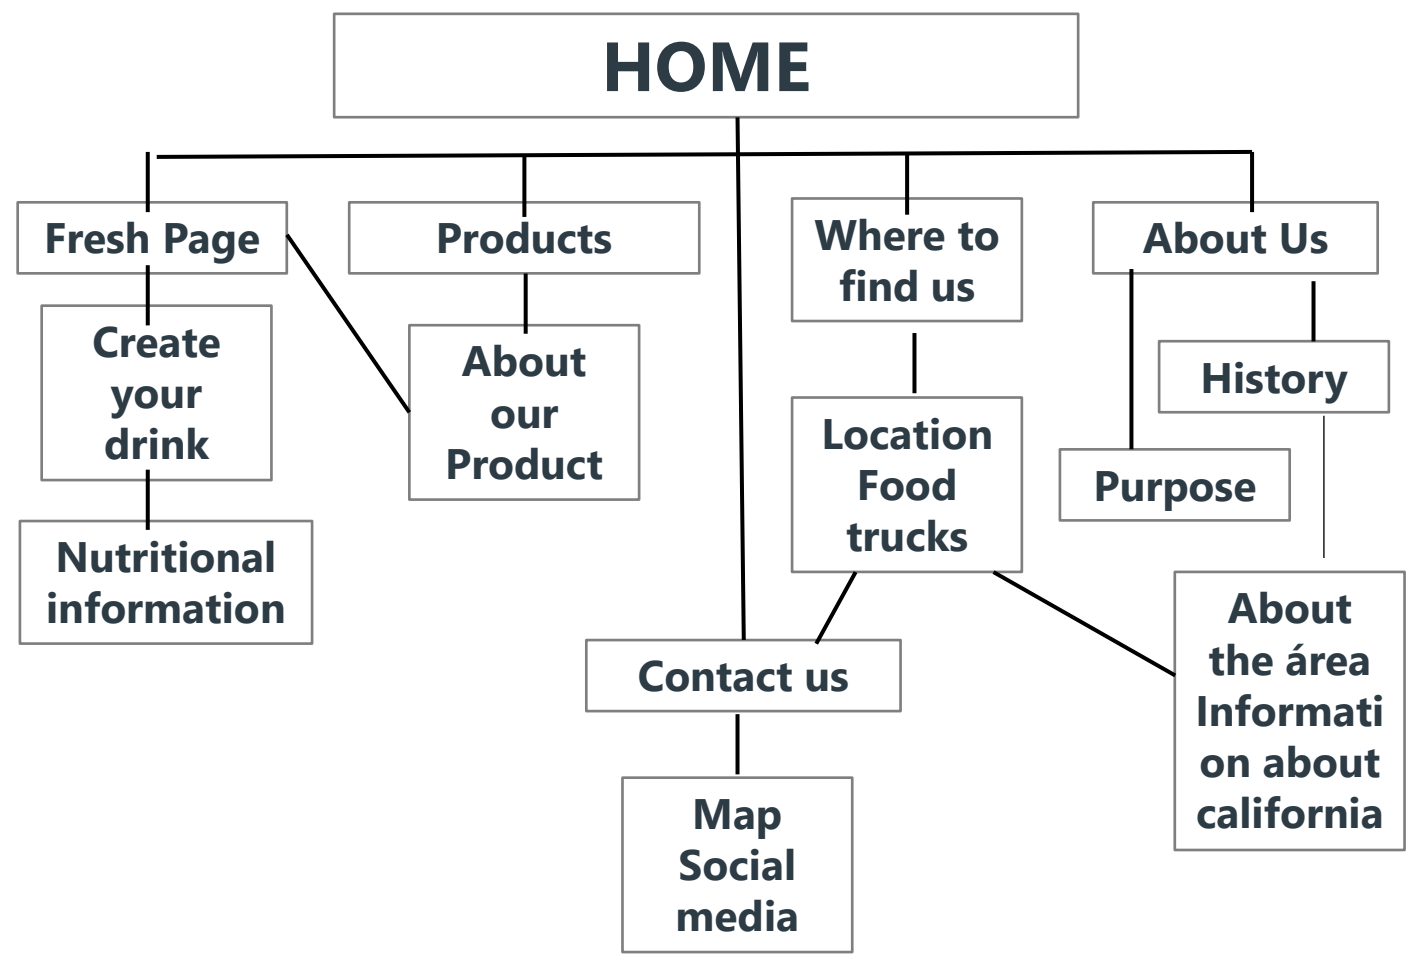 HOME
Fresh Page
Products
Where to
find us
About Us
Create
your
drink
About
our
Product
History
Location
Food
trucks
Purpose
Nutritional
information
Contact us
About
the área
Informati
on about
california
Map
Social
media